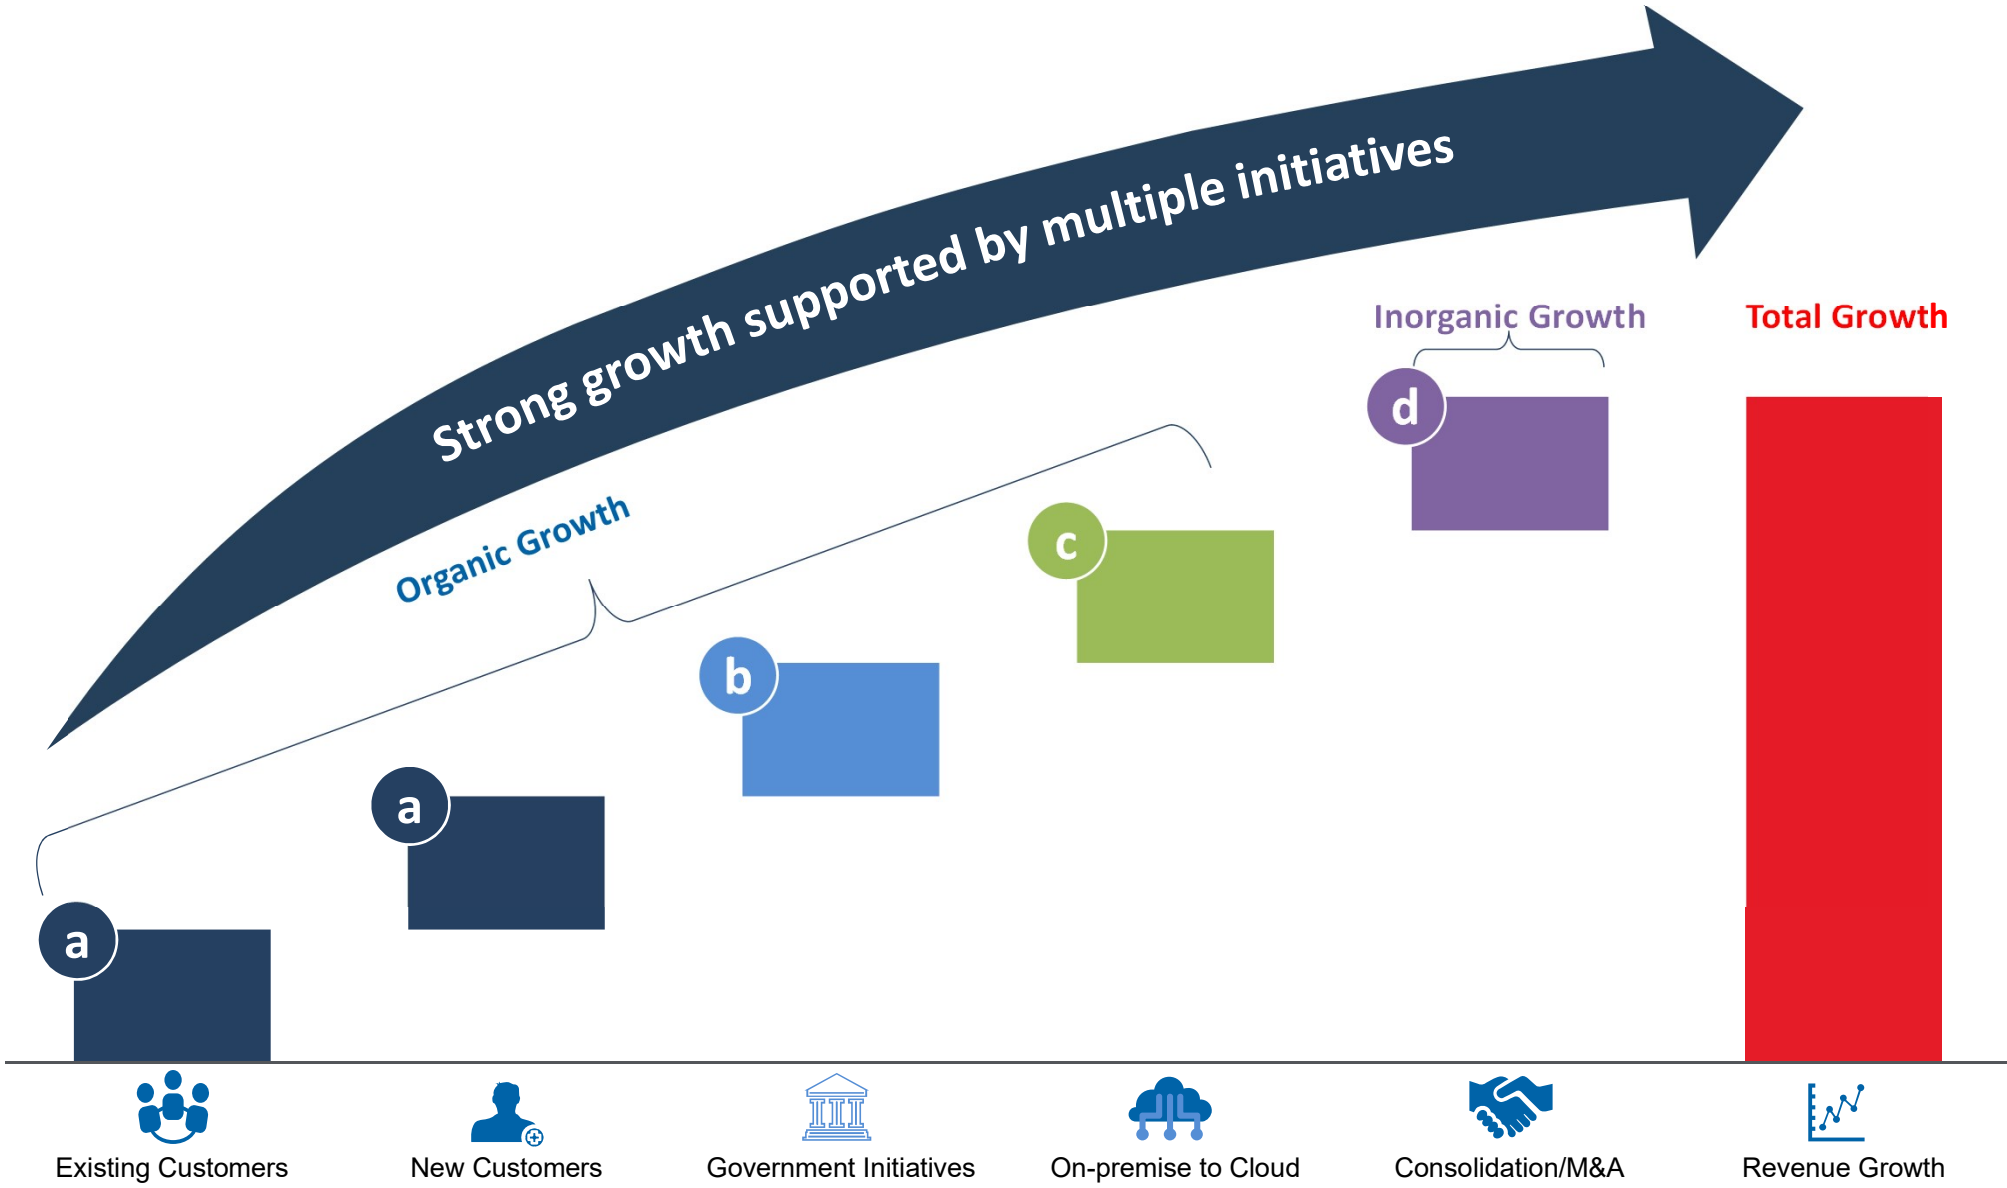 Strong growth supported by multiple initiatives
Inorganic Growth
Total Growth
d
Organic Growth
c
b
a
a
Existing Customers
New Customers
Government Initiatives
On-premise to Cloud
Consolidation/M&A
Revenue Growth